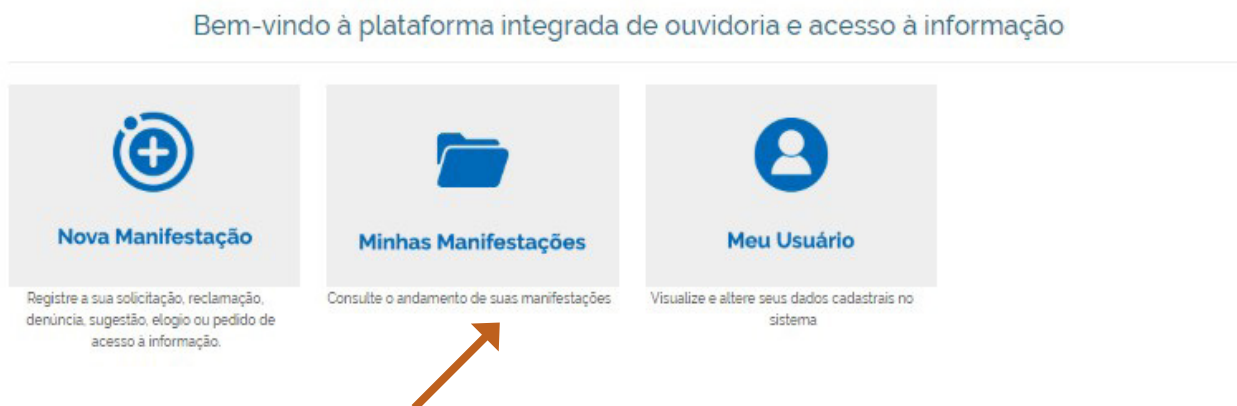 Bem-vindo à plataforma integrada de ouvidoria e acesso à informação
Nova Manifestação
Registre a sua solicitação, reclamação,
denúncia, sugestão, elogio ou pedido de
acesso à informação.
Minhas Manifestações
Consulte o andamento de suas manifestações
Meu Usuário
Visualize e altere seus dados cadastrais no
sistema